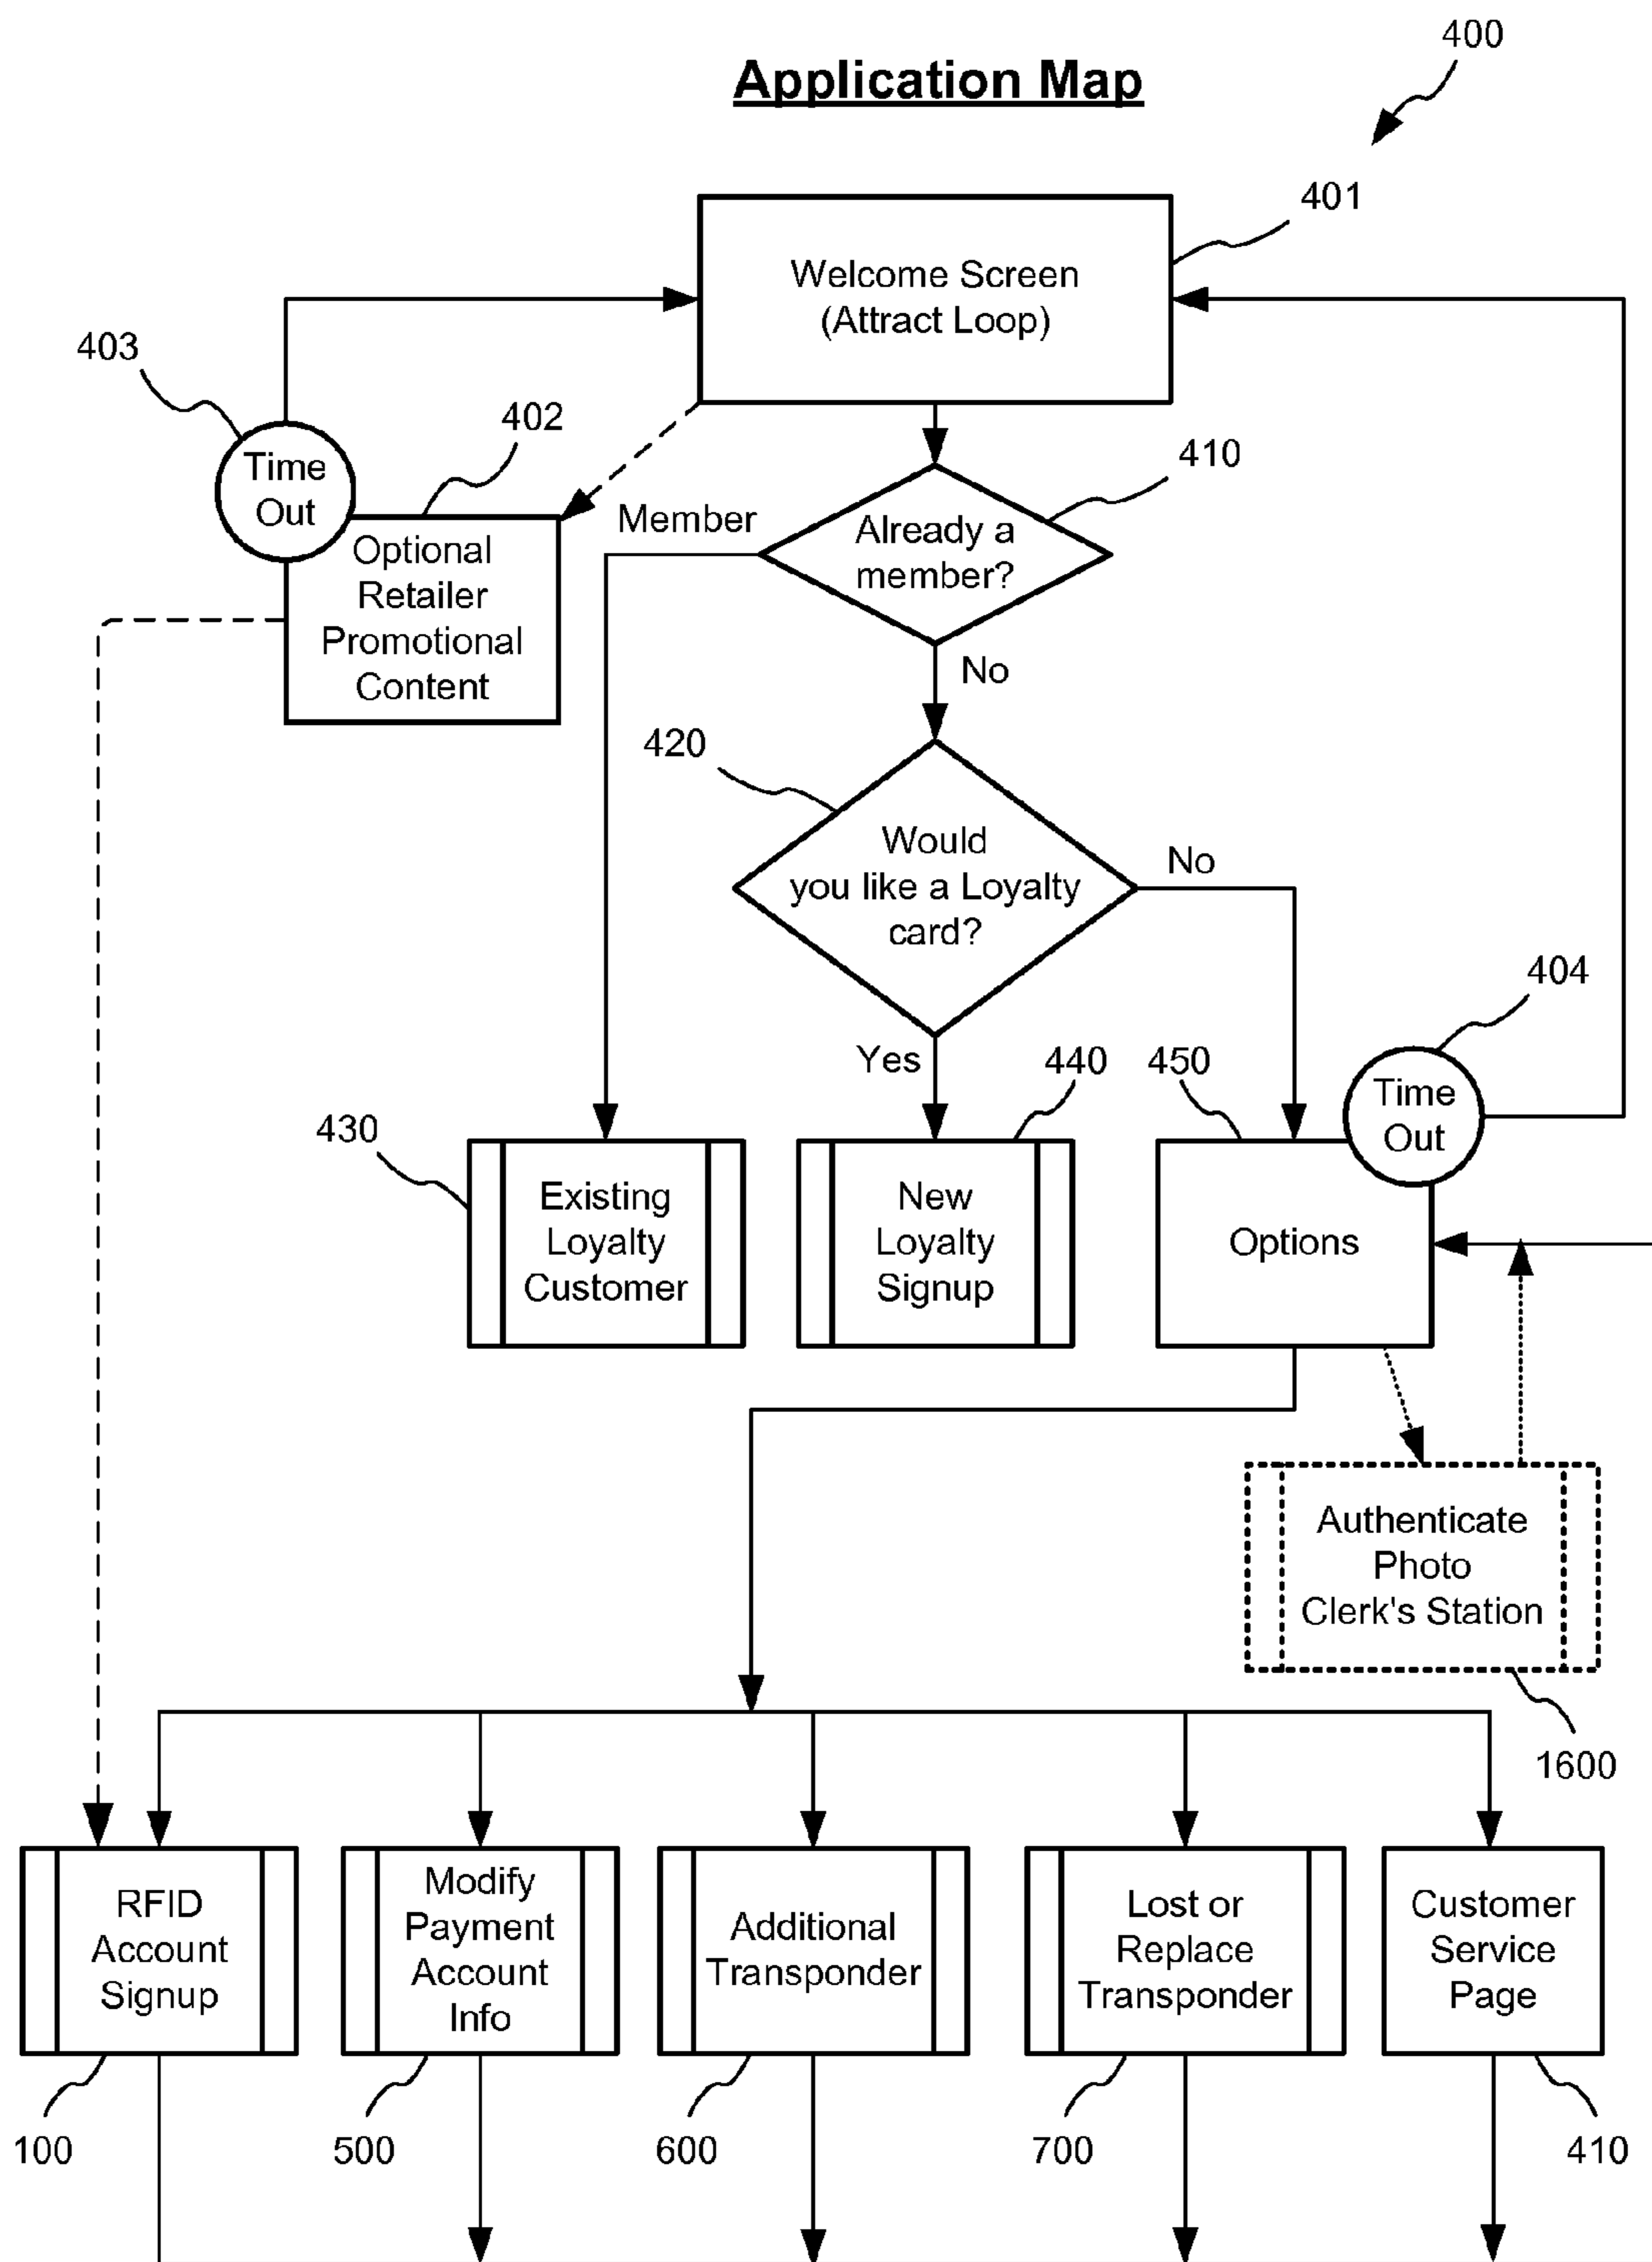 400
Application Map
401
Welcome Screen
(Attract Loop)
403
402
Time
Out
410
Member
Already a
member?
Optional
Retailer
Promotional
Content
No
420
Would
you like a Loyalty
card?
No
404
Yes
440
450
Time
Out
430
Existing
Loyalty
Customer
New
Loyalty
Signup
Options
Authenticate
Photo
Clerk's Station
1600
RFID
Account
Signup
Modify
Payment
Account
Info
Additional
Transponder
Lost or
Replace
Transponder
Customer
Service
Page
100
500
600
700
410